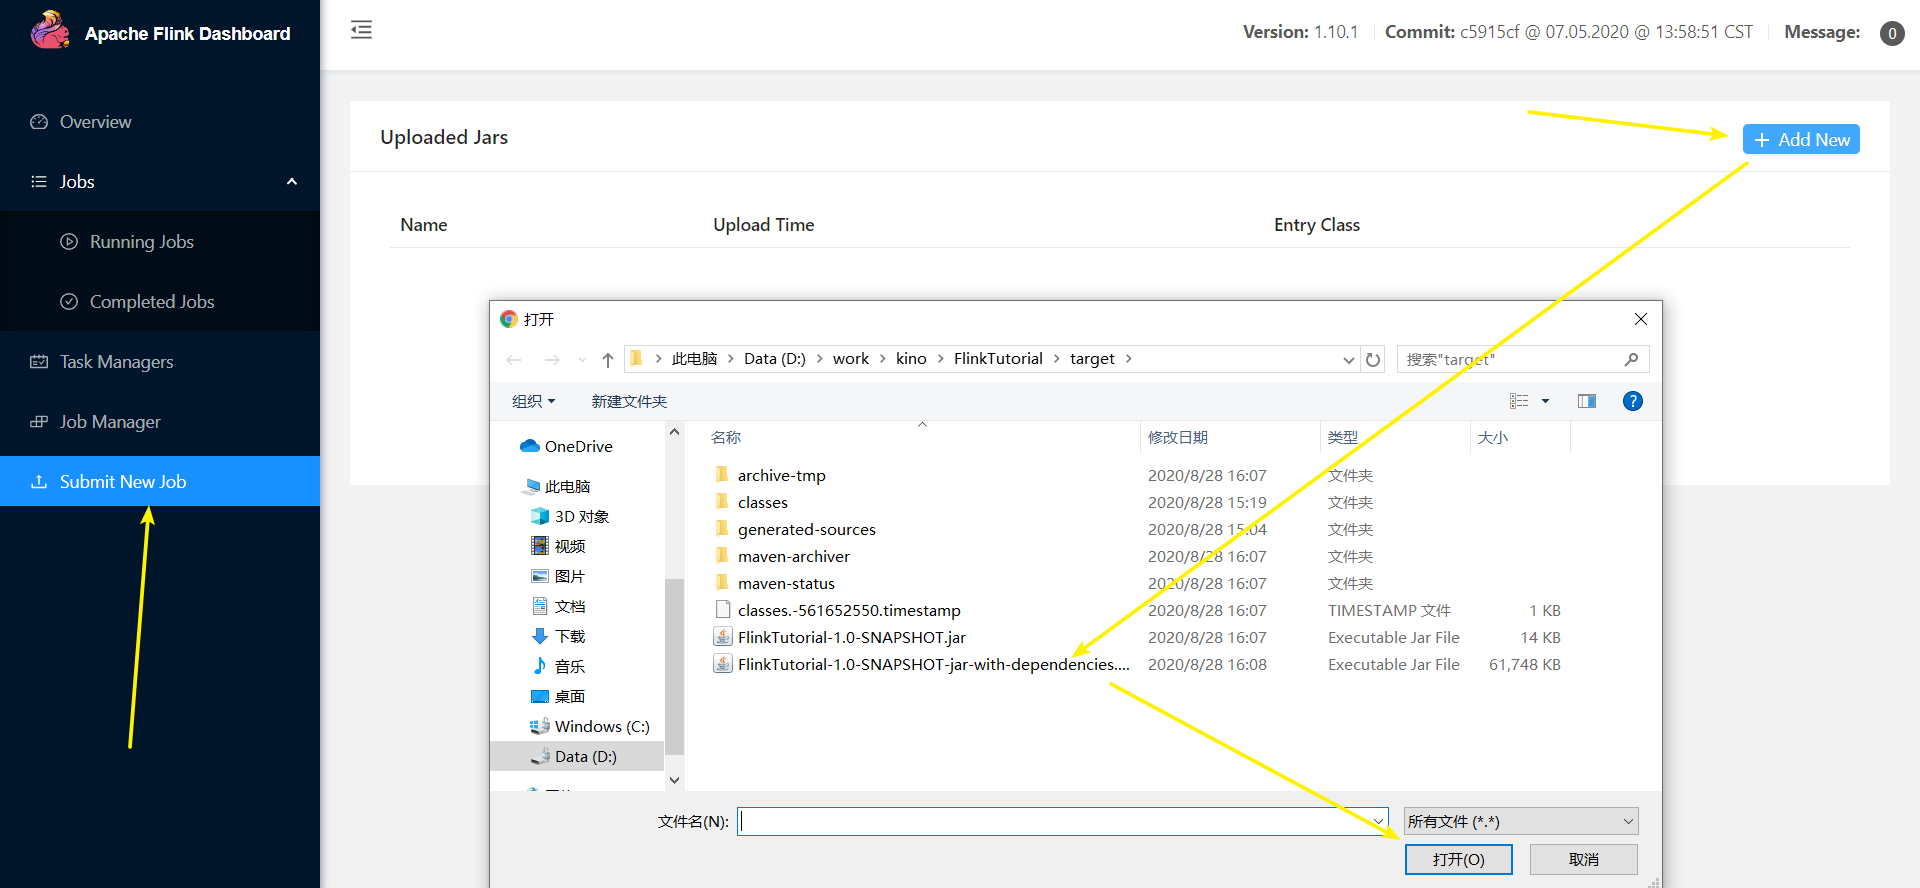 Apache Flink Dashboard
Version: 1.10.1 Commit: c5915cf @ 07.05.2020 @ 13:58:51 CST Message: 0
Overview
Jobs
Running Jobs
Completed Jobs
Task Managers
Job Manager
Submit New Job
Uploaded Jars
Add New
Name Upload Time Entry Class
打开
此电脑 Data (D:) work kino FlinkTutorial target
搜索"target"
组织 新建文件夹
OneDrive
此电脑
3D 对象
视频
图片
文档
下载
音乐
桌面
Windows (C:)
Data (D:)
名称 修改日期 类型 大小
archive-tmp 2020/8/28 16:07 文件夹
classes 2020/8/28 15:19 文件夹
generated-sources 2020/8/28 15:04 文件夹
maven-archiver 2020/8/28 16:07 文件夹
maven-status 2020/8/28 16:07 文件夹
classes.-561652550.timestamp 2020/8/28 16:07 TIMESTAMP 文件 1 KB
FlinkTutorial-1.0-SNAPSHOT.jar 2020/8/28 16:07 Executable Jar File 14 KB
FlinkTutorial-1.0-SNAPSHOT-jar-with-dependencies.... 2020/8/28 16:08 Executable Jar File 61,748 KB
文件名(N):
所有文件 (*.*)
打开(O) 取消